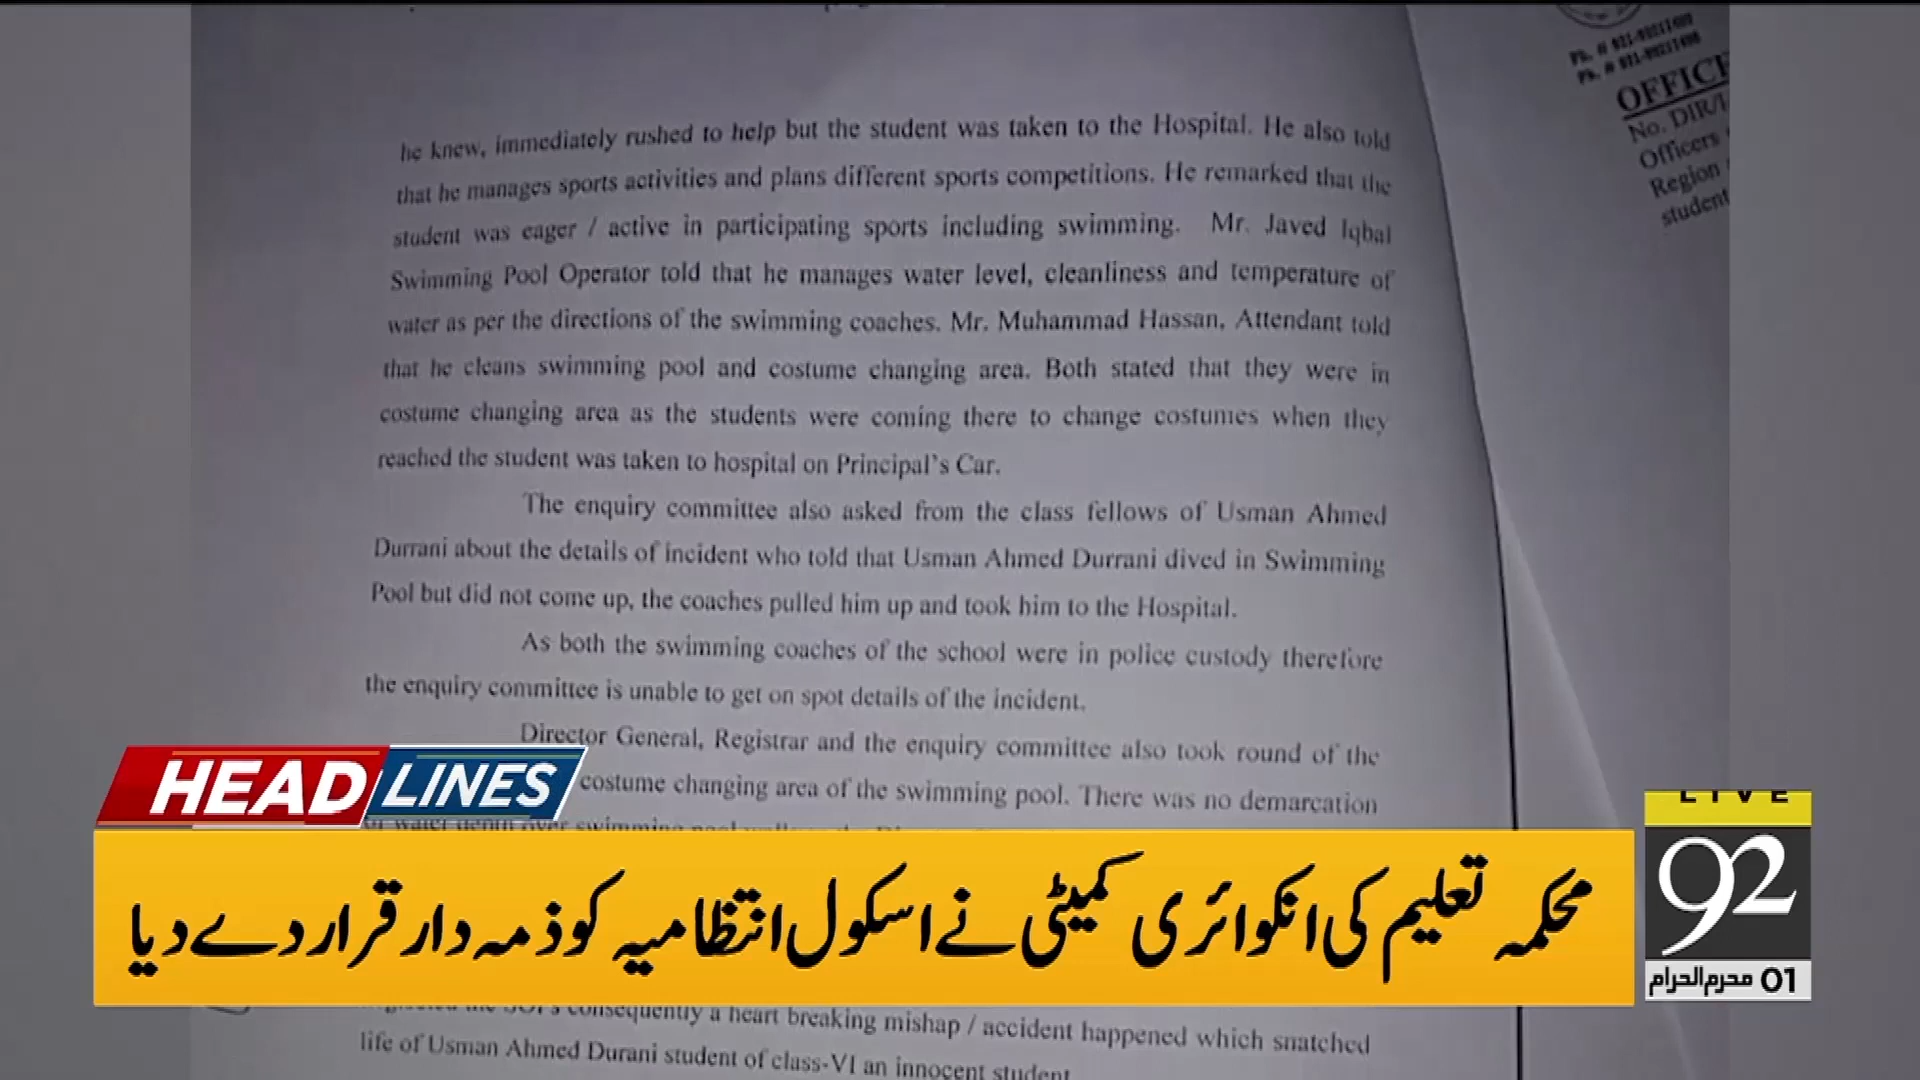 Ph. # 021-99211499
OFFICE
No. DIR/
Officers
Region
student
he knew, immediately rushed to help but the student was taken to the Hospital. He also told
that he manages sports activities and plans different sports competitions. He remarked that the
student was eager / active in participating sports including swimming. Mr. Javed Iqbal
Swimming Pool Operator told that he manages water level, cleanliness and temperature of
water as per the directions of the swimming coaches. Mr. Muhammad Hassan, Attendant told
that he cleans swimming pool and costume changing area. Both stated that they were in
costume changing area as the students were coming there to change costumes when they
reached the student was taken to hospital on Principal's Car.
The enquiry committee also asked from the class fellows of Usman Ahmed
Durrani about the details of incident who told that Usman Ahmed Durrani dived in Swimming
Pool but did not come up, the coaches pulled him up and took him to the Hospital.
As both the swimming coaches of the school were in police custody therefore
the enquiry committee is unable to get on spot details of the incident.
Director General, Registrar and the enquiry committee also took round of the
costume changing area of the swimming pool. There was no demarcation
of water depth over swimming pool
HEADLINES
محکمہ تعلیم کی انکوائری کمیٹی نے اسکول انتظامیہ کو ذمہ دار قرار دے دیا
LIVE
92
01 محرم الحرام
the SOPs consequently a heart breaking mishap / accident happened which snatched
life of Usman Ahmed Durani student of class-VI an innocent student